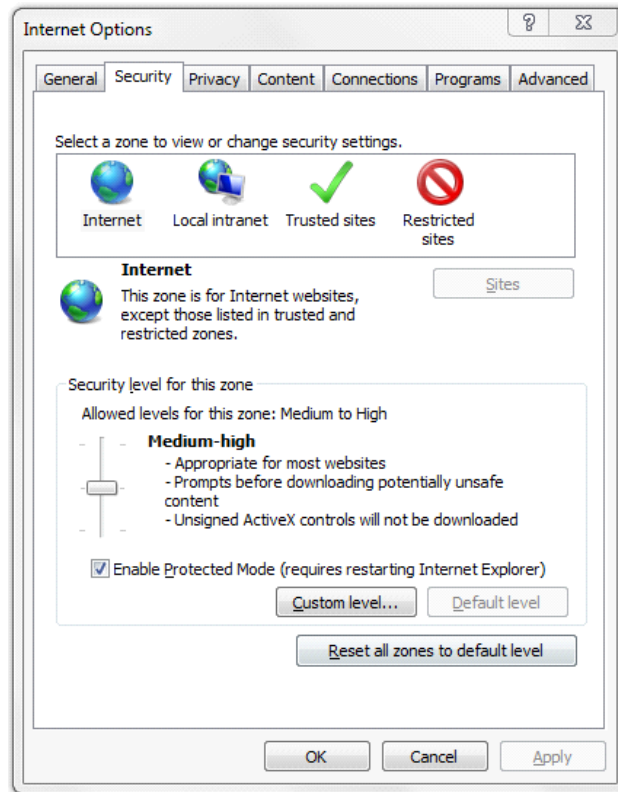 Internet Options
General Security Privacy Content Connections Programs Advanced
Select a zone to view or change security settings.
Internet Local intranet Trusted sites Restricted
sites
Internet
Sites
This zone is for Internet websites,
except those listed in trusted and
restricted zones.
Security level for this zone
Allowed levels for this zone: Medium to High
Medium-high
- Appropriate for most websites
- Prompts before downloading potentially unsafe
content
- Unsigned ActiveX controls will not be downloaded
Enable Protected Mode (requires restarting Internet Explorer)
Custom level... Default level
Reset all zones to default level
OK Cancel Apply